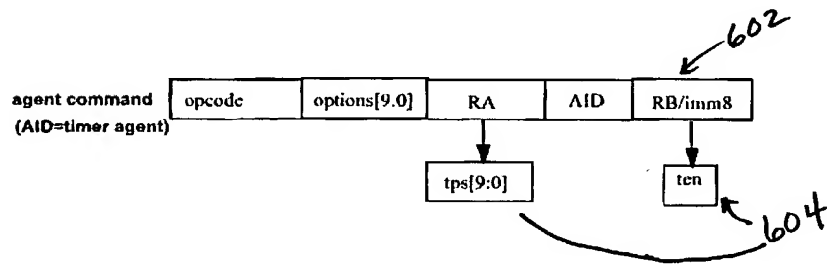 602
agent command
(AID=timer agent)
opcode options[9.0] RA AID RB/imm8
tps[9:0] ten
604